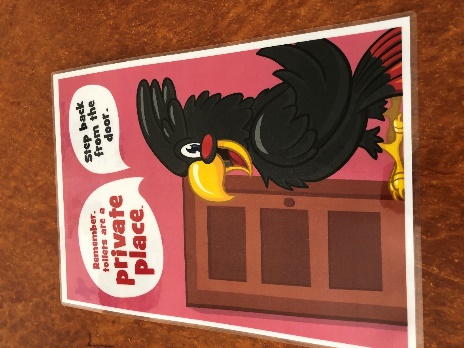 Step back
from the
door.
Remember,
toilets are a
private
place.